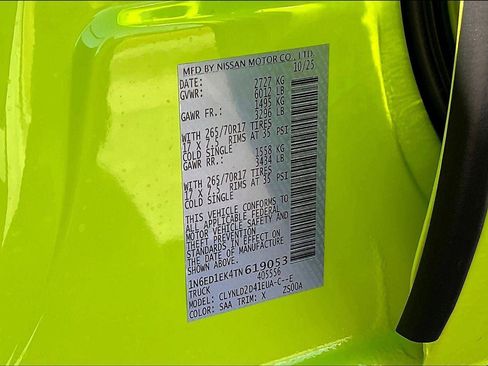 MFD BY NISSAN MOTOR CO., LTD.
DATE: 10/25
GVWR: 2727 KG
6012 LB
GAWR FR.: 1495 KG
3296 LB
WITH 265/70R17 TIRES
17 X 7. RIMS AT 35 PSI
COLD SINGLE
GAWR RR.: 1558 KG
3434 LB
WITH 265/70R17 TIRES
17 X 7.5 RIMS AT 35 PSI
COLD SINGLE
THIS VEHICLE CONFORMS TO
ALL APPLICABLE FEDERAL
MOTOR VEHICLE SAFETY AND
THEFT PREVENTION
STANDARDS IN EFFECT ON
THE DATE OF MANUFACTURE
SHOWN ABOVE.
1N6ED1EK4TN619053
TRUCK 405556
MODEL: CLYNLD2D41EUA-C--E
COLOR: SAA TRIM: X ZS00A